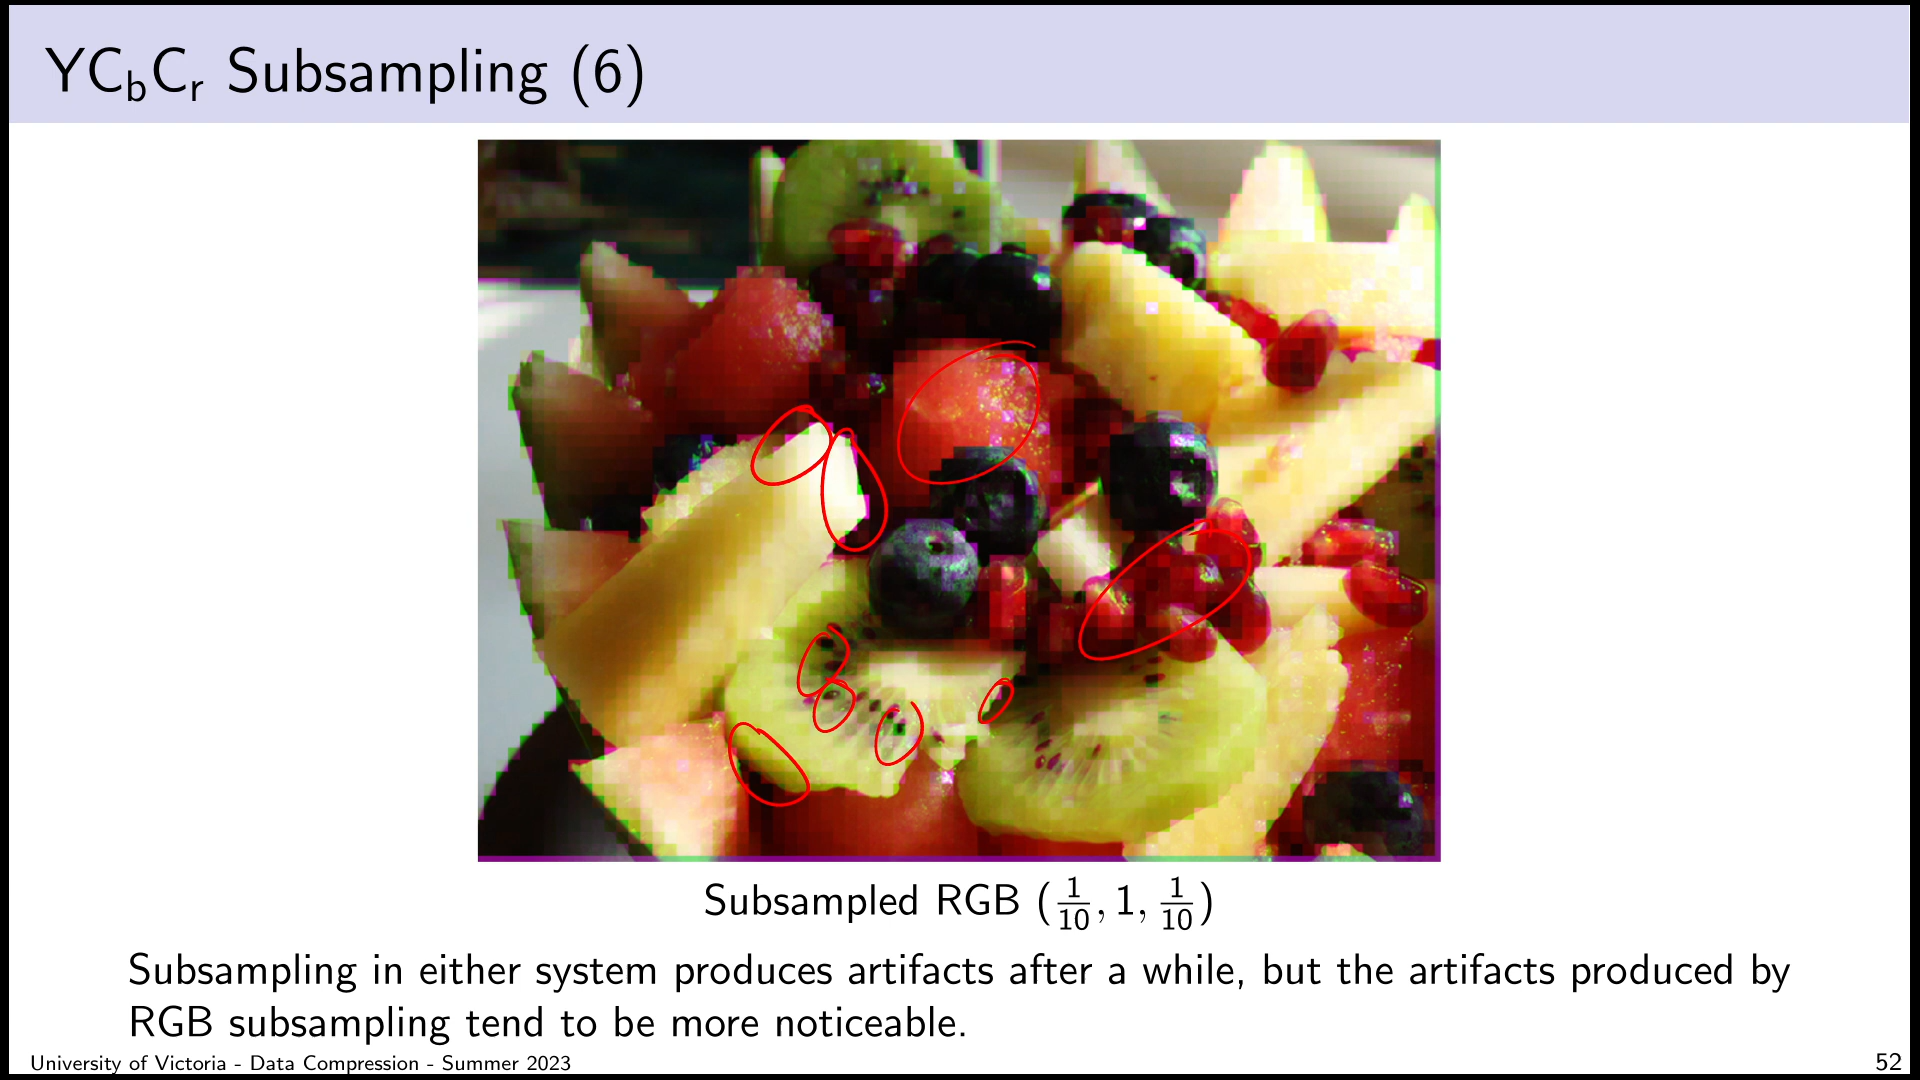 YCbCr Subsampling (6)
Subsampled RGB (1/10, 1, 1/10)
Subsampling in either system produces artifacts after a while, but the artifacts produced by
RGB subsampling tend to be more noticeable.
University of Victoria - Data Compression - Summer 2023
52